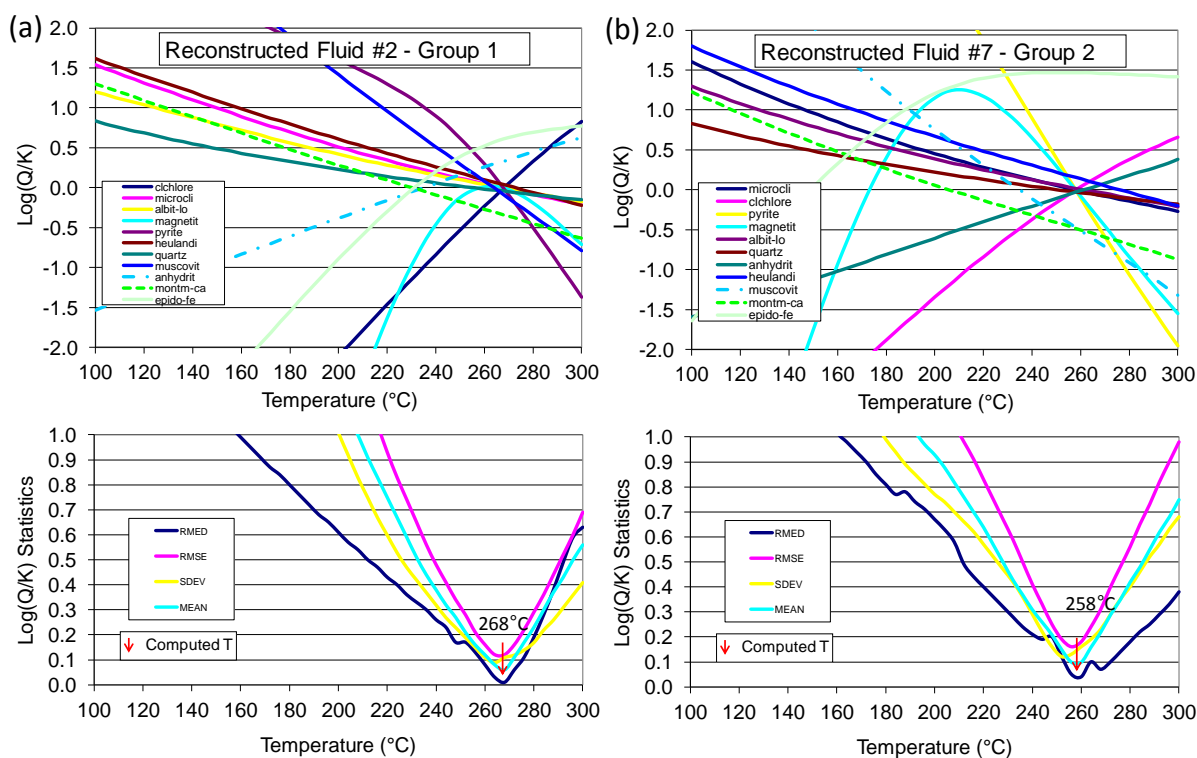 (a)
Reconstructed Fluid #2 - Group 1
Log(Q/K)
2.0
1.5
1.0
0.5
0.0
-0.5
-1.0
-1.5
-2.0
clchlore
microcli
albit-lo
magnetit
pyrite
heulandi
quartz
muscovit
anhydrit
montm-ca
epido-fe
100 120 140 160 180 200 220 240 260 280 300
Temperature (°C)
(b)
Reconstructed Fluid #7 - Group 2
Log(Q/K)
2.0
1.5
1.0
0.5
0.0
-0.5
-1.0
-1.5
-2.0
microcli
clchlore
pyrite
magnetit
albit-lo
quartz
anhydrit
heulandi
muscovit
montm-ca
epido-fe
100 120 140 160 180 200 220 240 260 280 300
Temperature (°C)
Log(Q/K) Statistics
1.0
0.9
0.8
0.7
0.6
0.5
0.4
0.3
0.2
0.1
0.0
RMED
RMSE
SDEV
MEAN
Computed T
268°C
100 120 140 160 180 200 220 240 260 280 300
Temperature (°C)
Log(Q/K) Statistics
1.0
0.9
0.8
0.7
0.6
0.5
0.4
0.3
0.2
0.1
0.0
RMED
RMSE
SDEV
MEAN
Computed T
258°C
100 120 140 160 180 200 220 240 260 280 300
Temperature (°C)